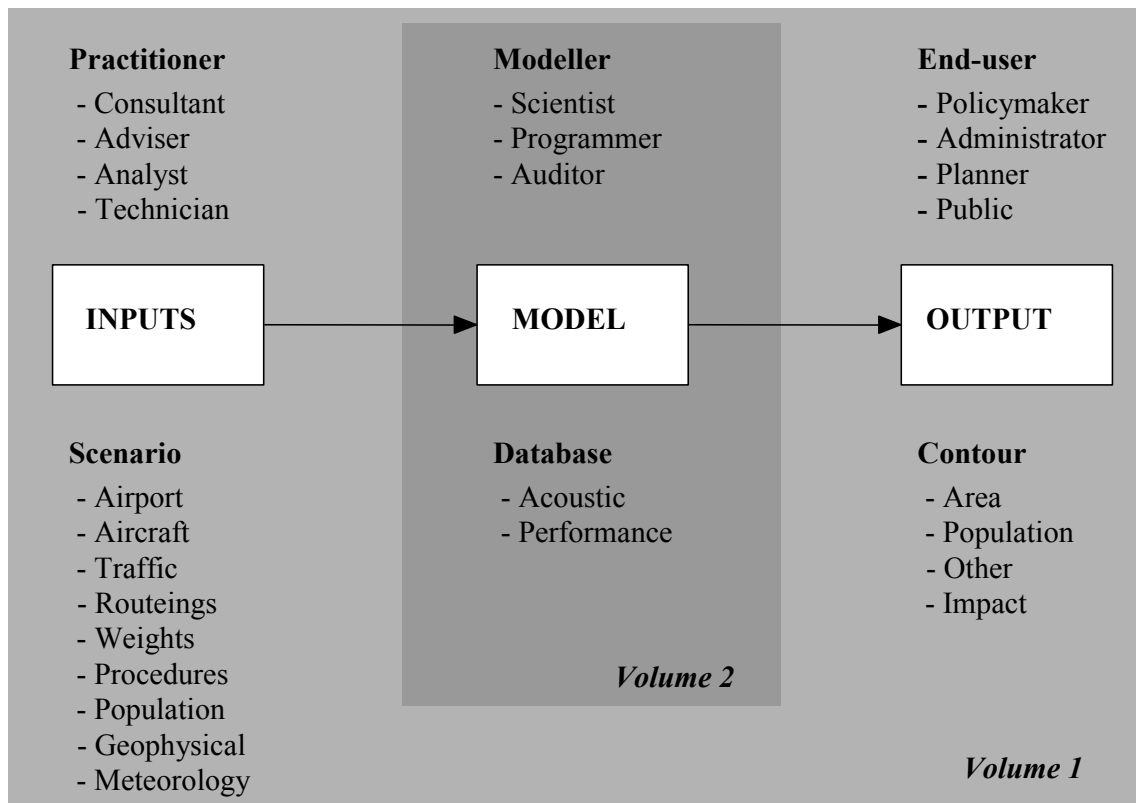 Practitioner
- Consultant
- Adviser
- Analyst
- Technician
Modeller
- Scientist
- Programmer
- Auditor
End-user
- Policymaker
- Administrator
- Planner
- Public
INPUTS
MODEL
OUTPUT
Scenario
- Airport
- Aircraft
- Traffic
- Routeings
- Weights
- Procedures
- Population
- Geophysical
- Meteorology
Database
- Acoustic
- Performance
Volume 2
Contour
- Area
- Population
- Other
- Impact
Volume 1